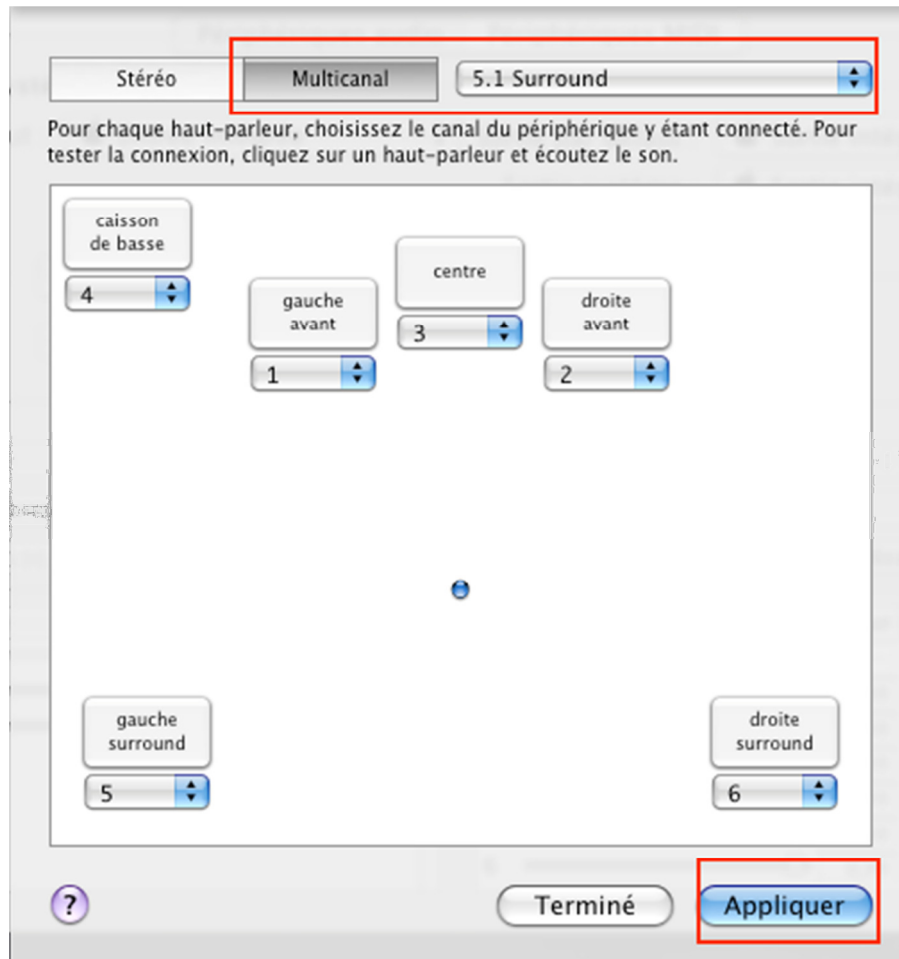 Stéréo
Multicanal
5.1 Surround
Pour chaque haut-parleur, choisissez le canal du périphérique y étant connecté. Pour
tester la connexion, cliquez sur un haut-parleur et écoutez le son.
caisson
de basse
4
gauche
avant
1
centre
3
droite
avant
2
gauche
surround
5
droite
surround
6
?
Terminé
Appliquer